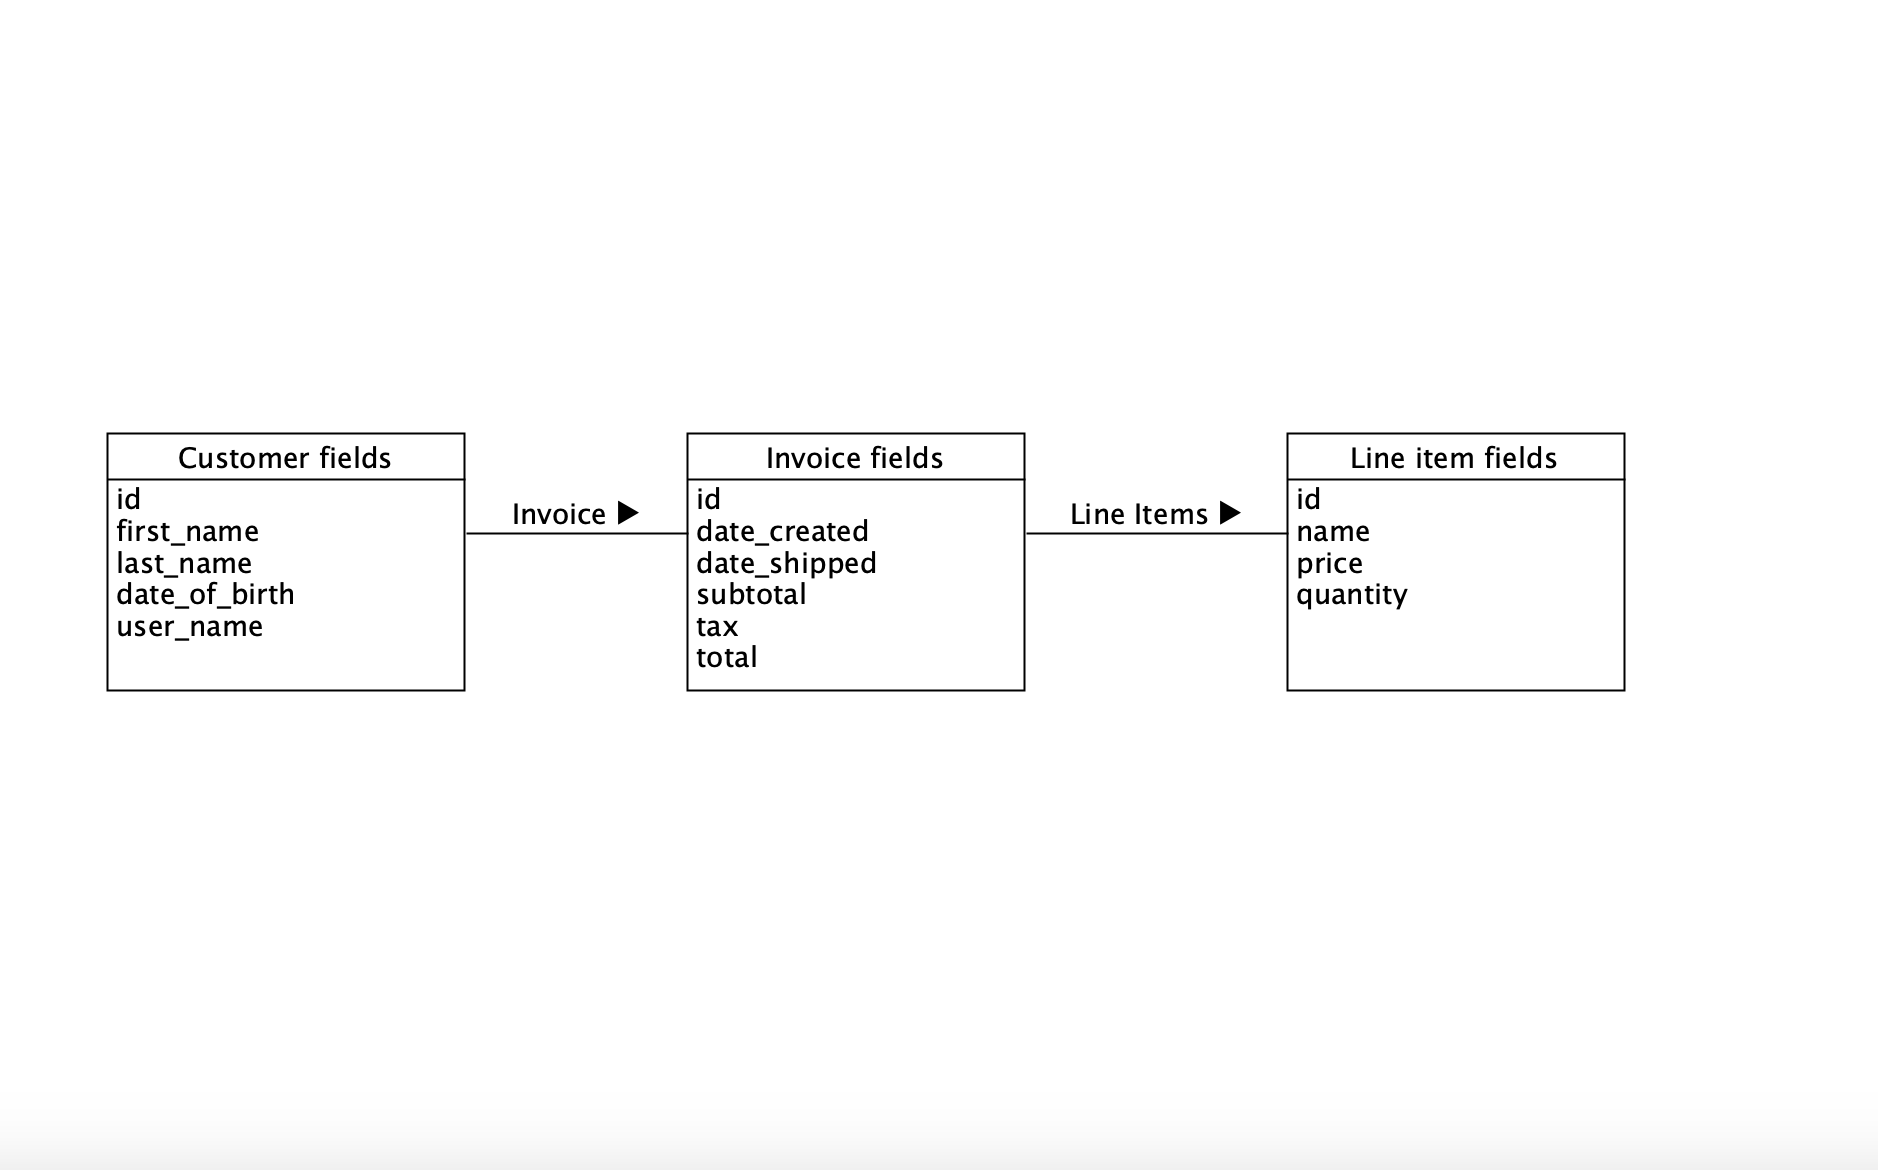 Customer fields
id
first_name
last_name
date_of_birth
user_name
Invoice ▶
Invoice fields
id
date_created
date_shipped
subtotal
tax
total
Line Items ▶
Line item fields
id
name
price
quantity